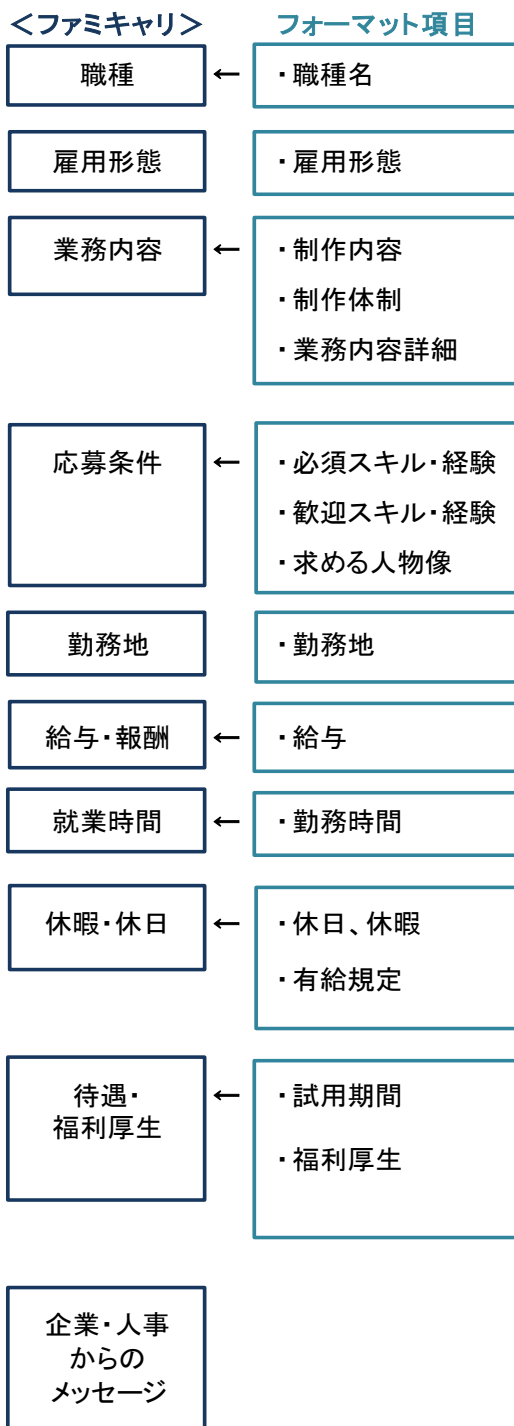 ＜ファミキャリ＞ フォーマット項目
職種 ← ・職種名
雇用形態 ・雇用形態
業務内容 ← ・制作内容
・制作体制
・業務内容詳細
応募条件 ← ・必須スキル・経験
・歓迎スキル・経験
・求める人物像
勤務地 ・勤務地
給与・報酬 ← ・給与
就業時間 ← ・勤務時間
休暇・休日 ← ・休日、休暇
・有給規定
待遇・ ← ・試用期間
福利厚生
・福利厚生
企業・人事
からの
メッセージ